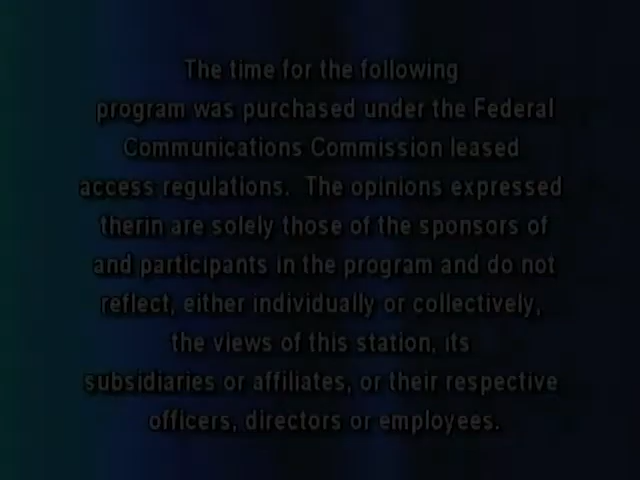 The time for the following
program was purchased under the Federal
Communications Commission leased
access regulations. The opinions expressed
therin are solely those of the sponsors of
and participants in the program and do not
reflect, either individually or collectively,
the views of this station, its
subsidiaries or affiliates, or their respective
officers, directors or employees.